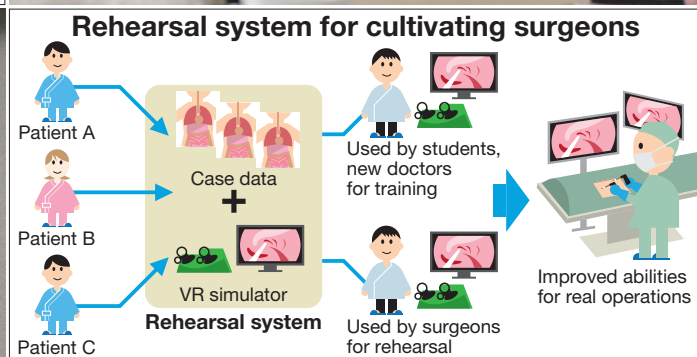 Rehearsal system for cultivating surgeons
Patient A
Patient B
Patient C
Case data
+
VR simulator
Rehearsal system
Used by students,
new doctors
for training
Used by surgeons
for rehearsal
Improved abilities
for real operations